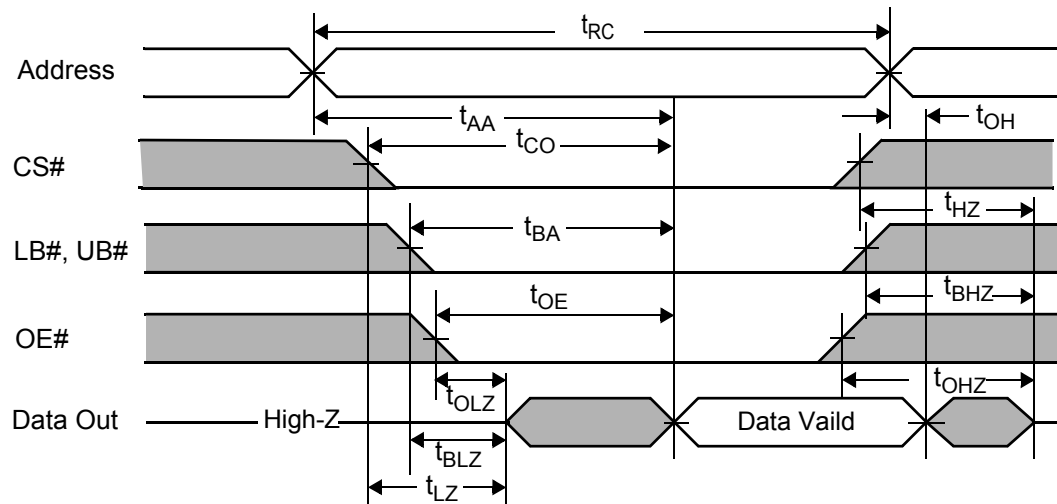 tRC
Address
tAA
tOH
tCO
CS#
tHZ
LB#, UB#
tBA
tBHZ
tOE
OE#
tOHZ
tOLZ
Data Out
High-Z
Data Vaild
tBLZ
tLZ